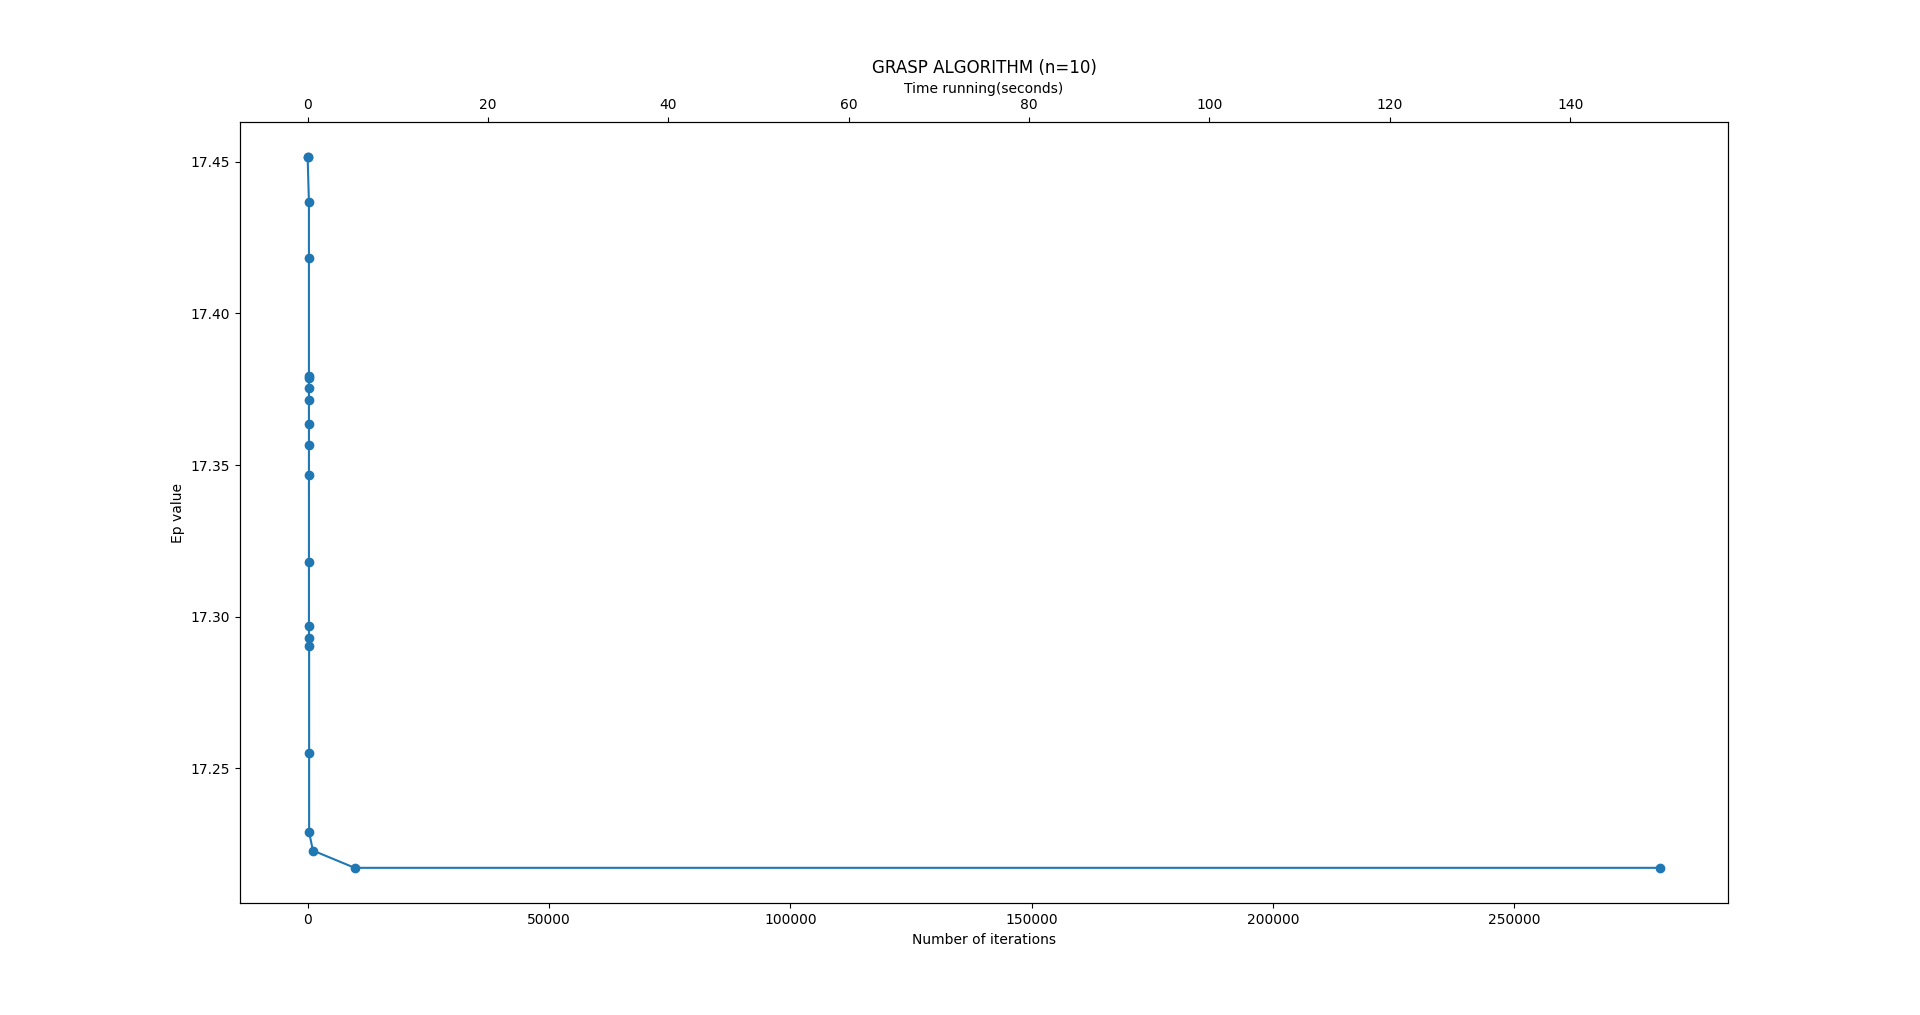 GRASP ALGORITHM (n=10)
Time running(seconds)
0 20 40 60 80 100 120 140
17.45
17.40
17.35
17.30
17.25
Ep value
0 50000 100000 150000 200000 250000
Number of iterations